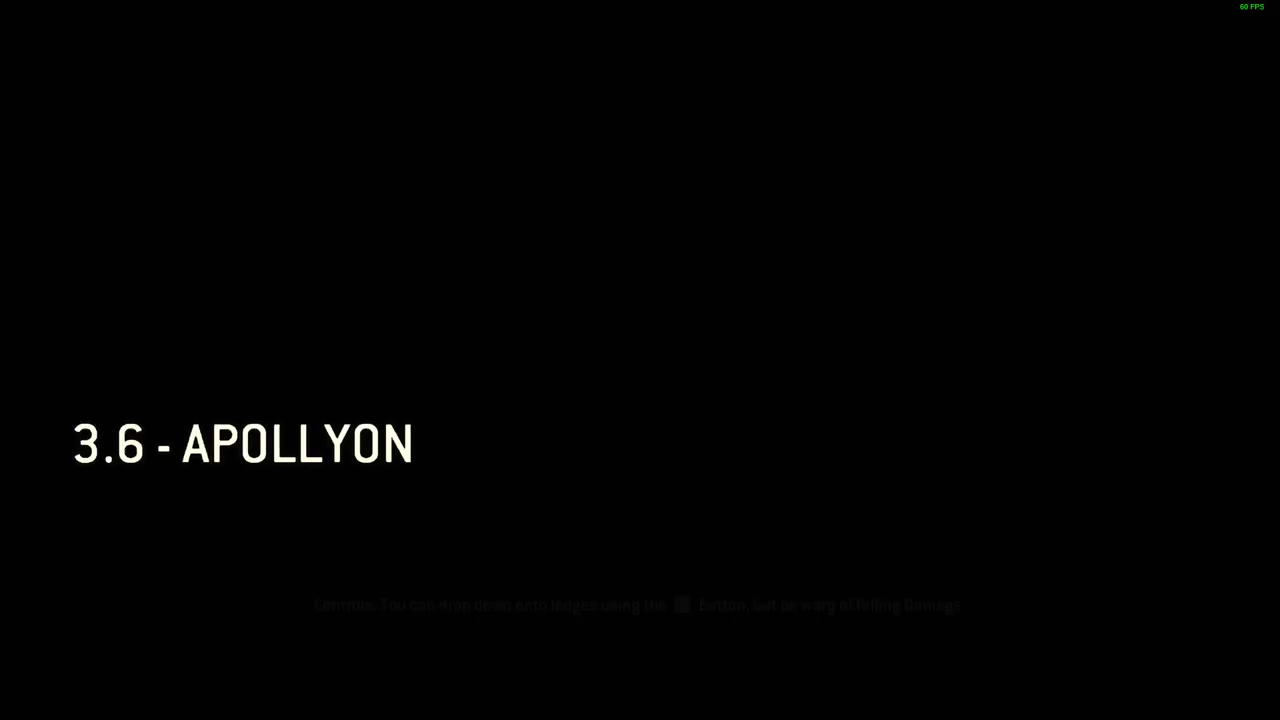 60 FPS
3.6 - APOLLYON
Controls: You can drop down onto ledges using the button, but be wary of Falling Damage